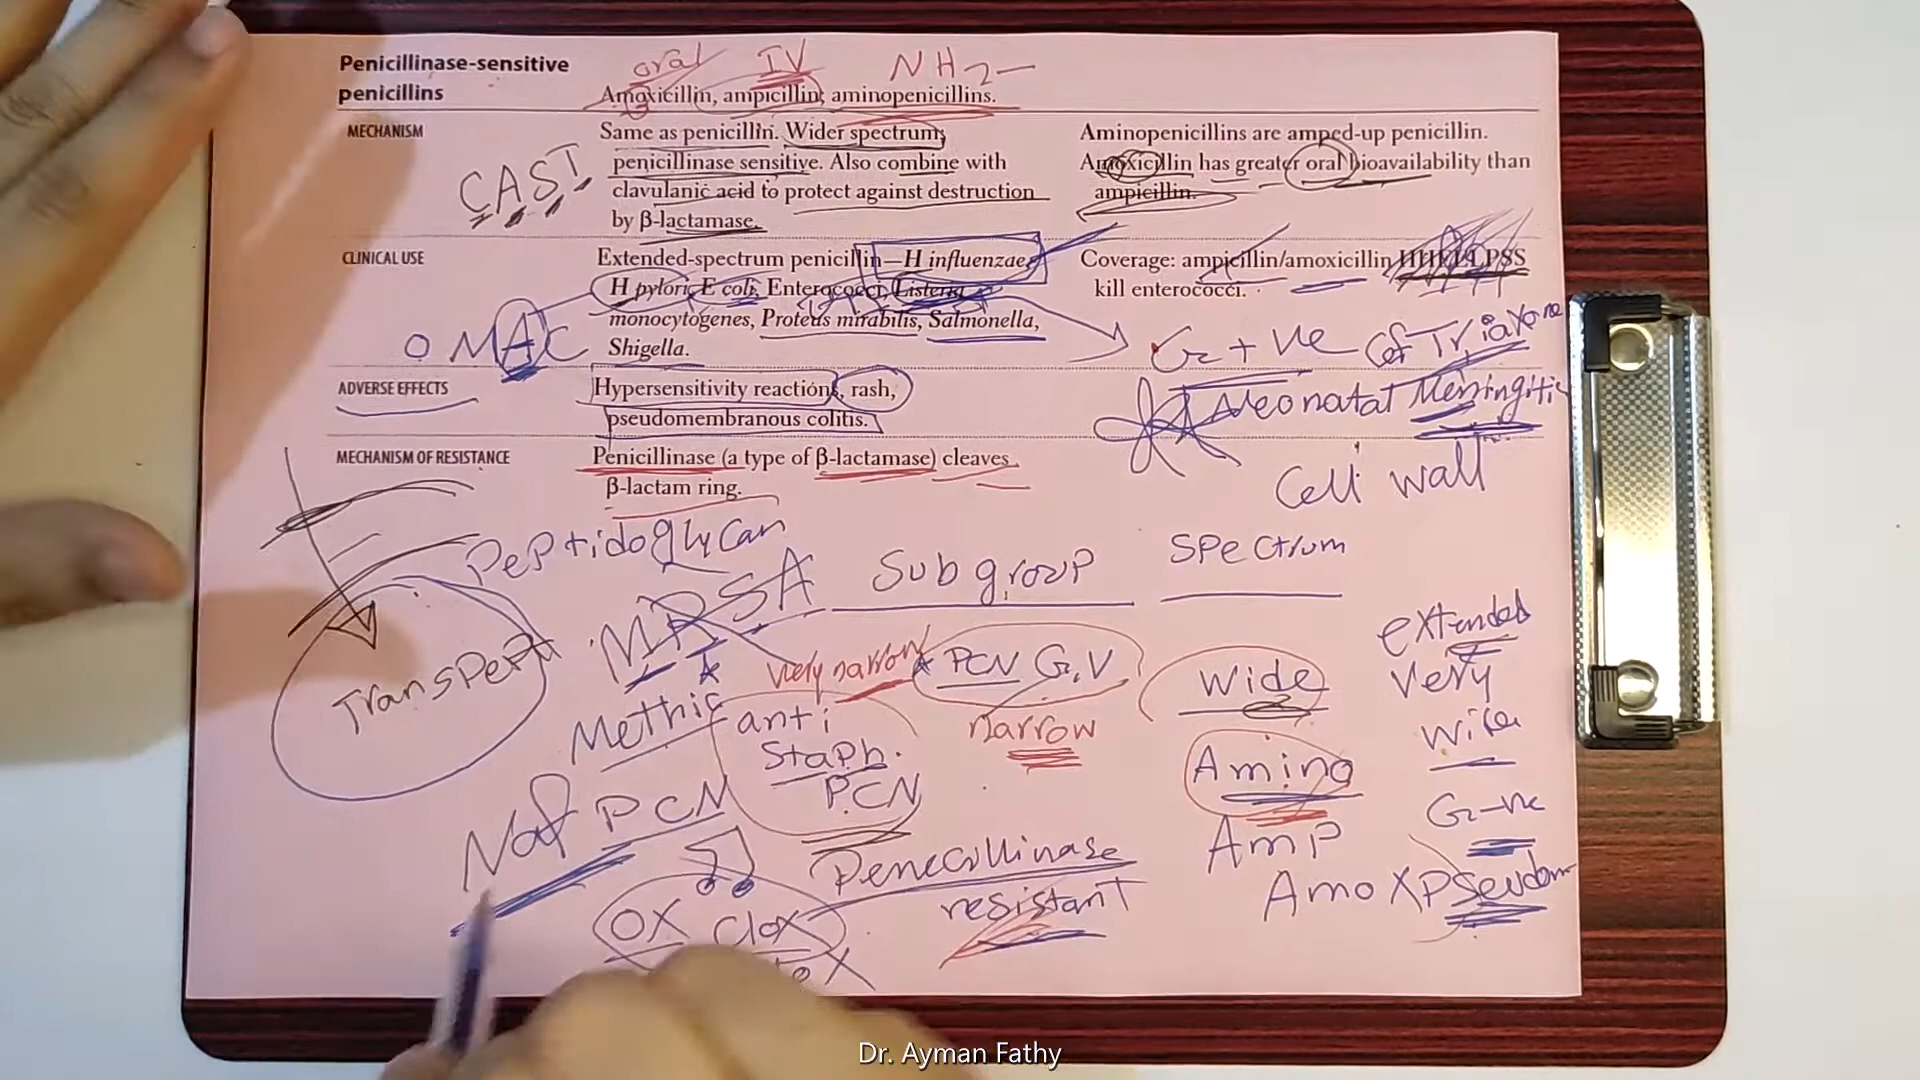 Penicillinase-sensitive
penicillins
oral IV NH2-
Amoxicillin, ampicillin; aminopenicillins.
MECHANISM
Same as penicillin. Wider spectrum;
penicillinase sensitive. Also combine with
clavulanic acid to protect against destruction
by β-lactamase.
CAST
Aminopenicillins are amped-up penicillin.
Amoxicillin has greater oral bioavailability than
ampicillin.
CLINICAL USE
Extended-spectrum penicillin—H influenzae,
H pylori, E coli, Enterococci, Listeria
monocytogenes, Proteus mirabilis, Salmonella,
Shigella.
OMAC
Coverage: ampicillin/amoxicillin HHEELPSS
kill enterococci.
G+ve CefTriaxone
Neonatal Meningitis
ADVERSE EFFECTS
Hypersensitivity reactions, rash,
pseudomembranous colitis.
MECHANISM OF RESISTANCE
Penicillinase (a type of β-lactamase) cleaves
β-lactam ring.
Cell wall
Peptidoglycan
MRSA
Subgroup
Spectrum
Transpept
Methic
Naf PCN
very narrow
anti
Staph.
PCN
PCN G,V
narrow
Wide
Amino
Amp
Amox
extended
very
wide
G-ve
Pseudom
OX Clox
Penecillinase
resistant
Dr. Ayman Fathy